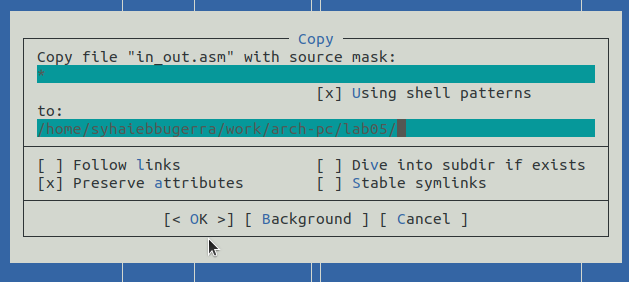 Copy
Copy file "in_out.asm" with source mask:
*
[x] Using shell patterns
to:
/home/syhaiebbugerra/work/arch-pc/lab05/
[ ] Follow links [ ] Dive into subdir if exists
[x] Preserve attributes [ ] Stable symlinks
[< OK >] [ Background ] [ Cancel ]